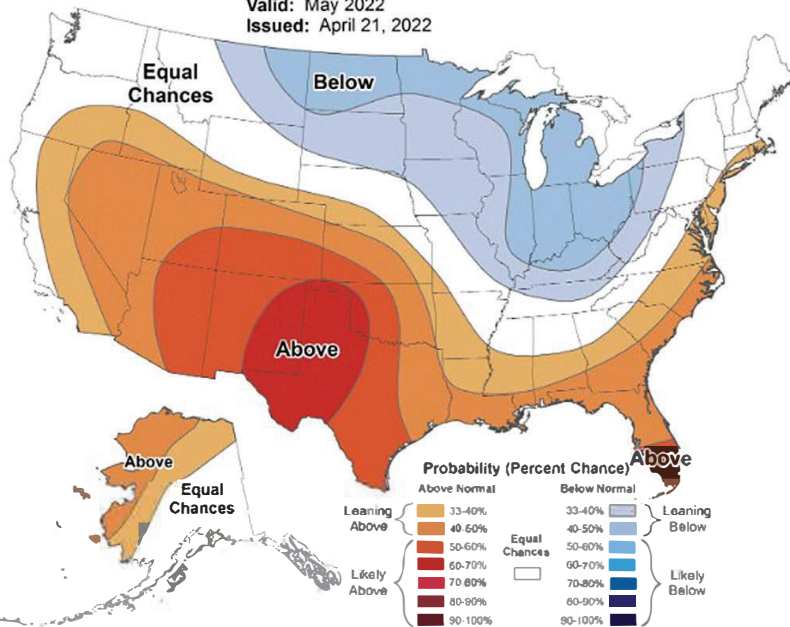 Valid: May 2022
Issued: April 21, 2022
Equal
Chances
Below
Above
Above
Equal
Chances
Above
Probability (Percent Chance)
Above Normal
Below Normal
Leaning
Above
33-40%
40-50%
Likely
Above
50-60%
60-70%
70-80%
80-90%
90-100%
Equal
Chances
33-40%
40-50%
Leaning
Below
50-60%
60-70%
70-80%
80-90%
90-100%
Likely
Below